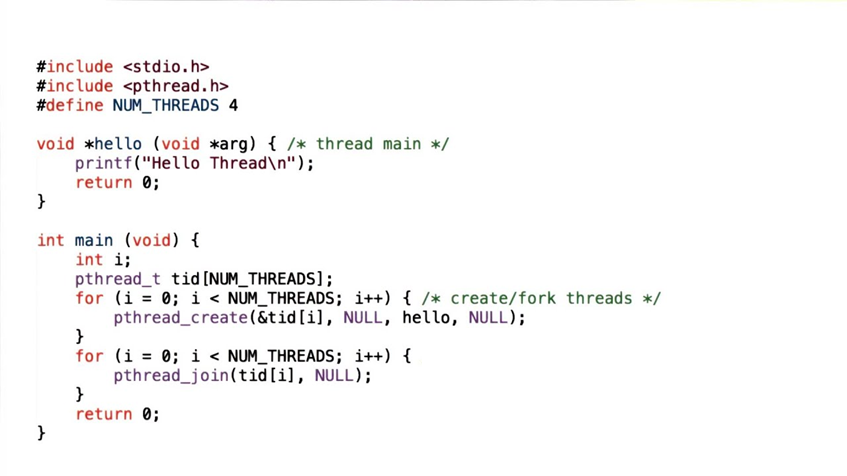 #include <stdio.h>
#include <pthread.h>
#define NUM_THREADS 4
void *hello (void *arg) { /* thread main */
printf("Hello Thread\n");
return 0;
}
int main (void) {
int i;
pthread_t tid[NUM_THREADS];
for (i = 0; i < NUM_THREADS; i++) { /* create/fork threads */
pthread_create(&tid[i], NULL, hello, NULL);
}
for (i = 0; i < NUM_THREADS; i++) {
pthread_join(tid[i], NULL);
}
return 0;
}